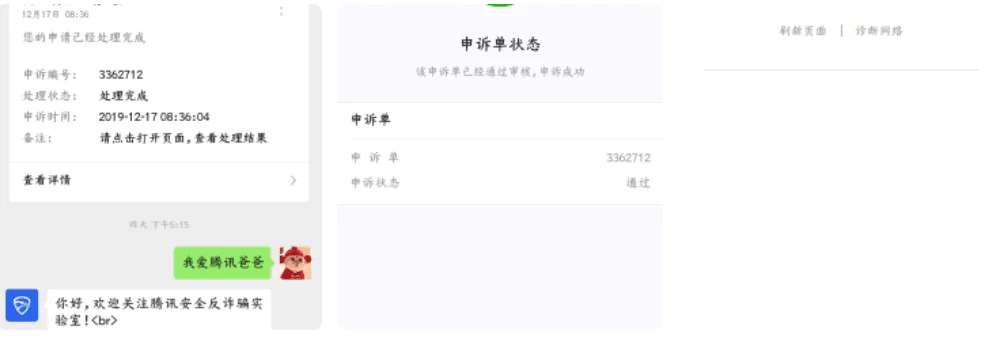 12月17日 08:36
您的申请已经处理完成
申诉编号: 3362712
处理状态: 处理完成
申诉时间: 2019-12-17 08:36:04
备注: 请点击打开页面,查看处理结果
查看详情
昨天 下午5:15
我爱腾讯爸爸
你好,欢迎关注腾讯安全反诈骗实
验室!<br>
申诉单状态
该申诉单已经通过审核,申诉成功
申诉单
申 诉 单 3362712
申诉状态 通过
刷新页面 | 诊断网络